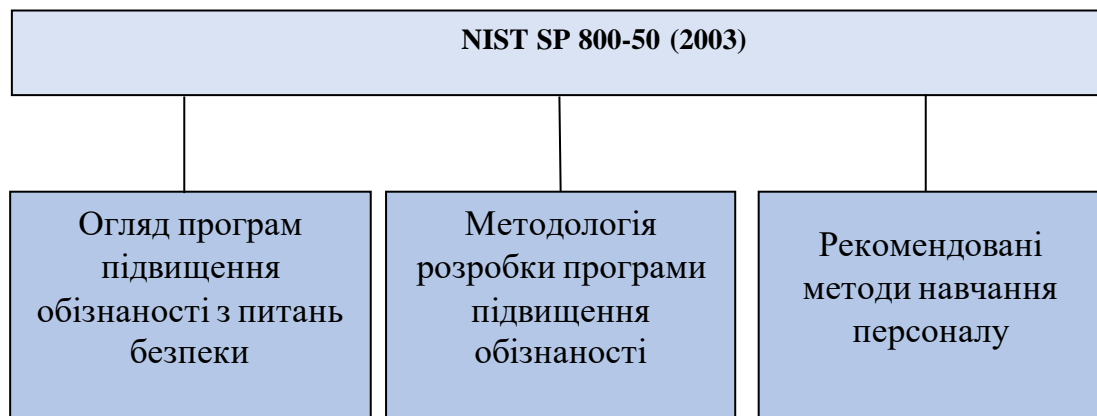 NIST SP 800-50 (2003)
Огляд програм
підвищення
обізнаності з питань
безпеки
Методологія
розробки програми
підвищення
обізнаності
Рекомендовані
методи навчання
персоналу